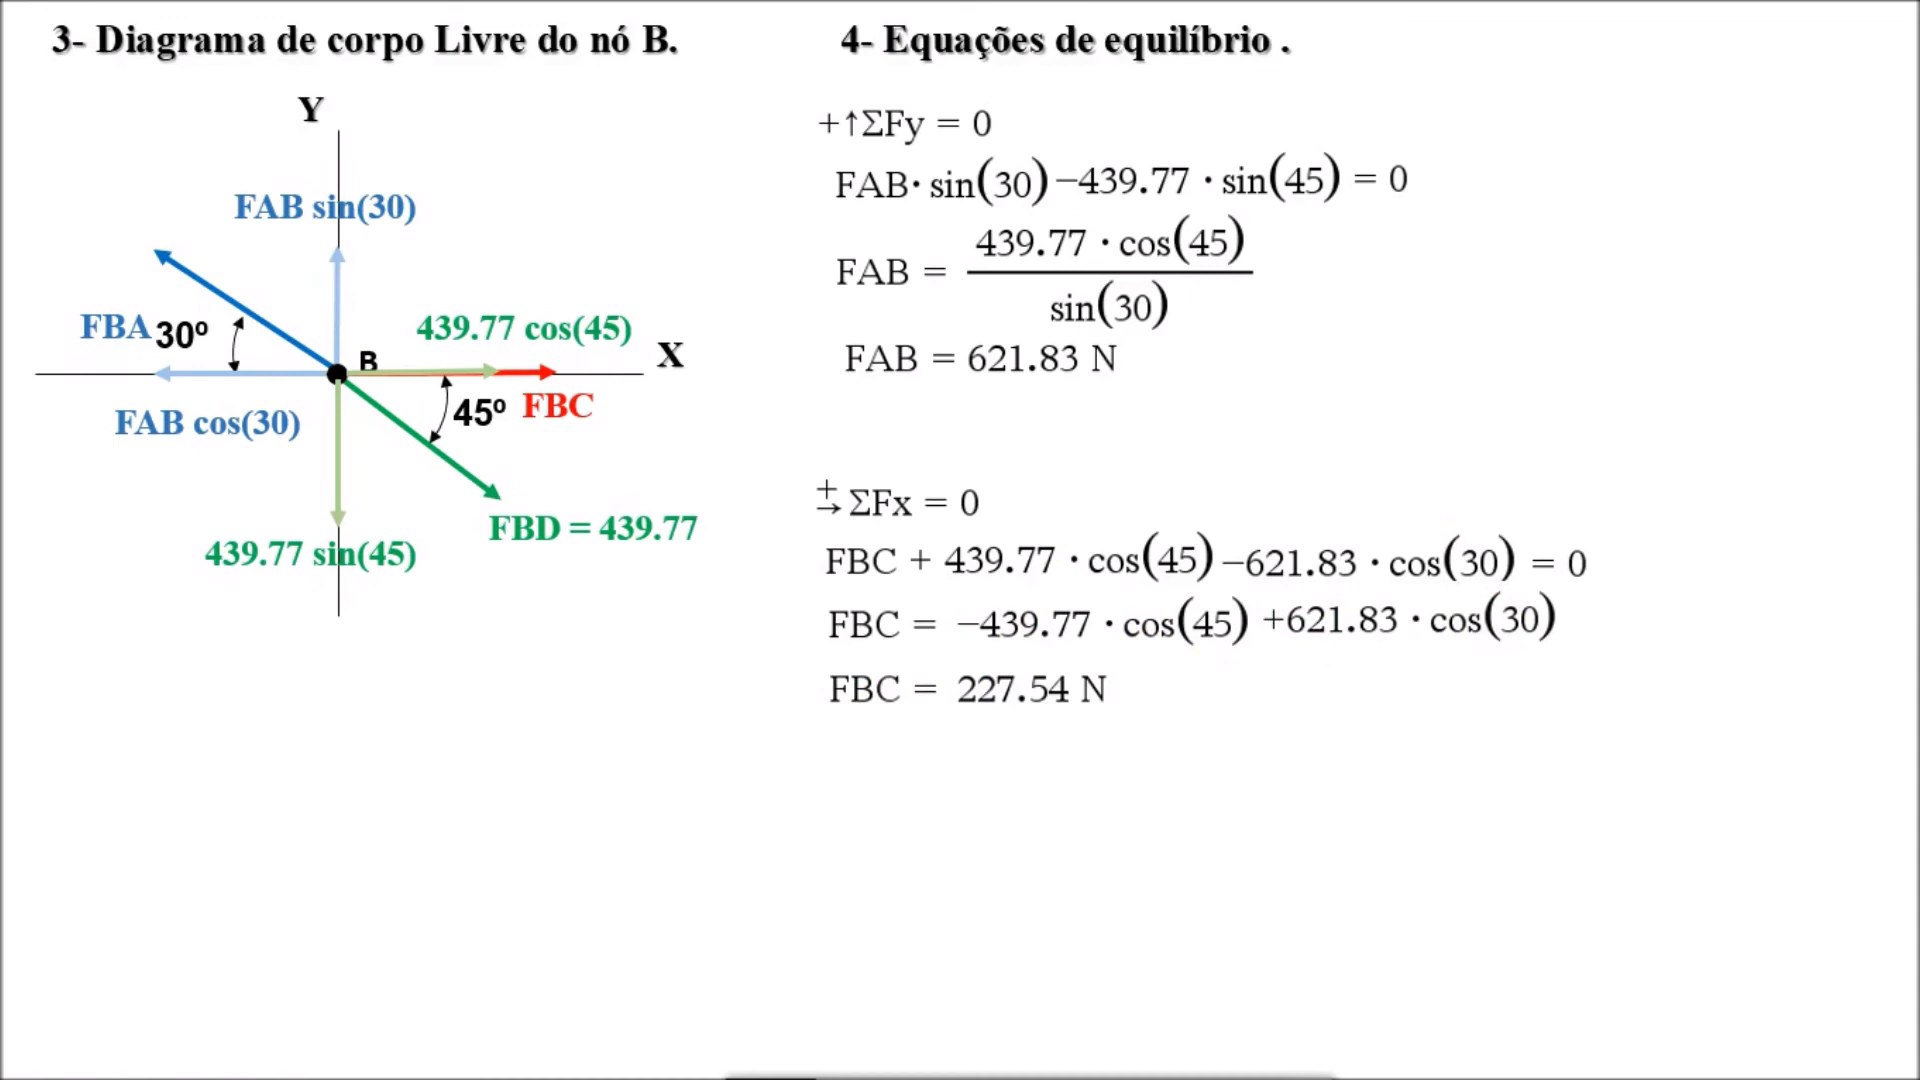 3- Diagrama de corpo Livre do nó B.
Y
FAB sin(30)
FBA 30º
439.77 cos(45)
B
X
FAB cos(30)
45º FBC
439.77 sin(45)
FBD = 439.77
4- Equações de equilíbrio .
+↑ΣFy = 0
FAB· sin(30) −439.77 · sin(45) = 0
FAB = 439.77 · cos(45) / sin(30)
FAB = 621.83 N
+→ ΣFx = 0
FBC + 439.77 · cos(45) −621.83 · cos(30) = 0
FBC = −439.77 · cos(45) +621.83 · cos(30)
FBC = 227.54 N